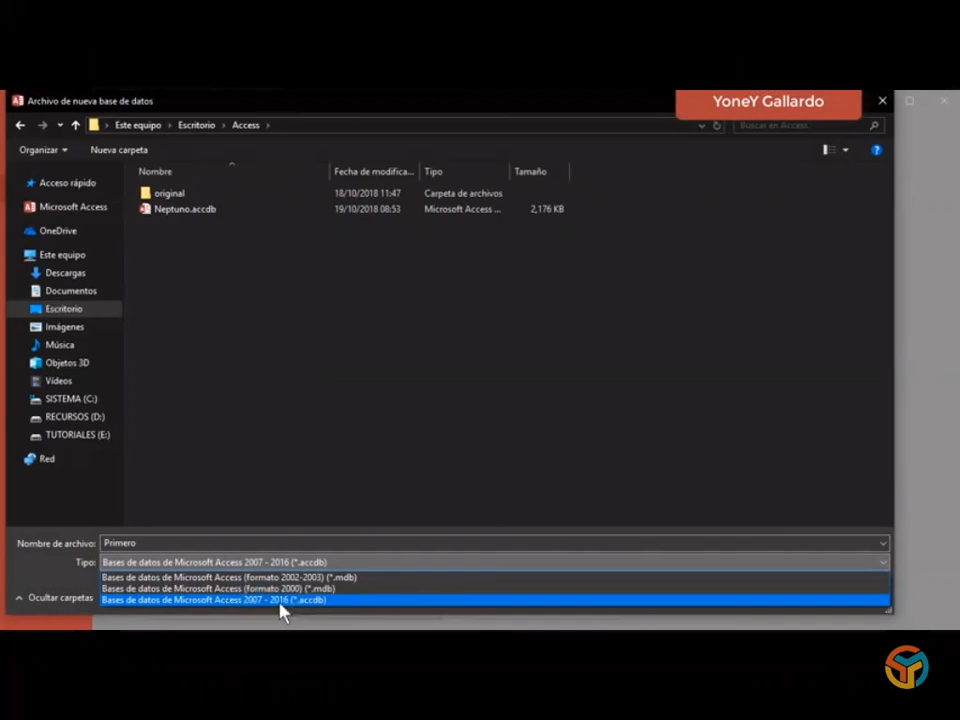 Archivo de nueva base de datos
YoneY Gallardo
Este equipo > Escritorio > Access >
Buscar en Access
Organizar
Nueva carpeta
Nombre Fecha de modifica... Tipo Tamaño
original 18/10/2018 11:47 Carpeta de archivos
Neptuno.accdb 19/10/2018 08:53 Microsoft Access ... 2,176 KB
Acceso rápido
Microsoft Access
OneDrive
Este equipo
Descargas
Documentos
Escritorio
Imágenes
Música
Objetos 3D
Vídeos
SISTEMA (C:)
RECURSOS (D:)
TUTORIALES (E:)
Red
Nombre de archivo: Primero
Tipo: Bases de datos de Microsoft Access 2007 - 2016 (*.accdb)
Bases de datos de Microsoft Access (formato 2002-2003) (*.mdb)
Bases de datos de Microsoft Access (formato 2000) (*.mdb)
Bases de datos de Microsoft Access 2007 - 2016 (*.accdb)
Ocultar carpetas